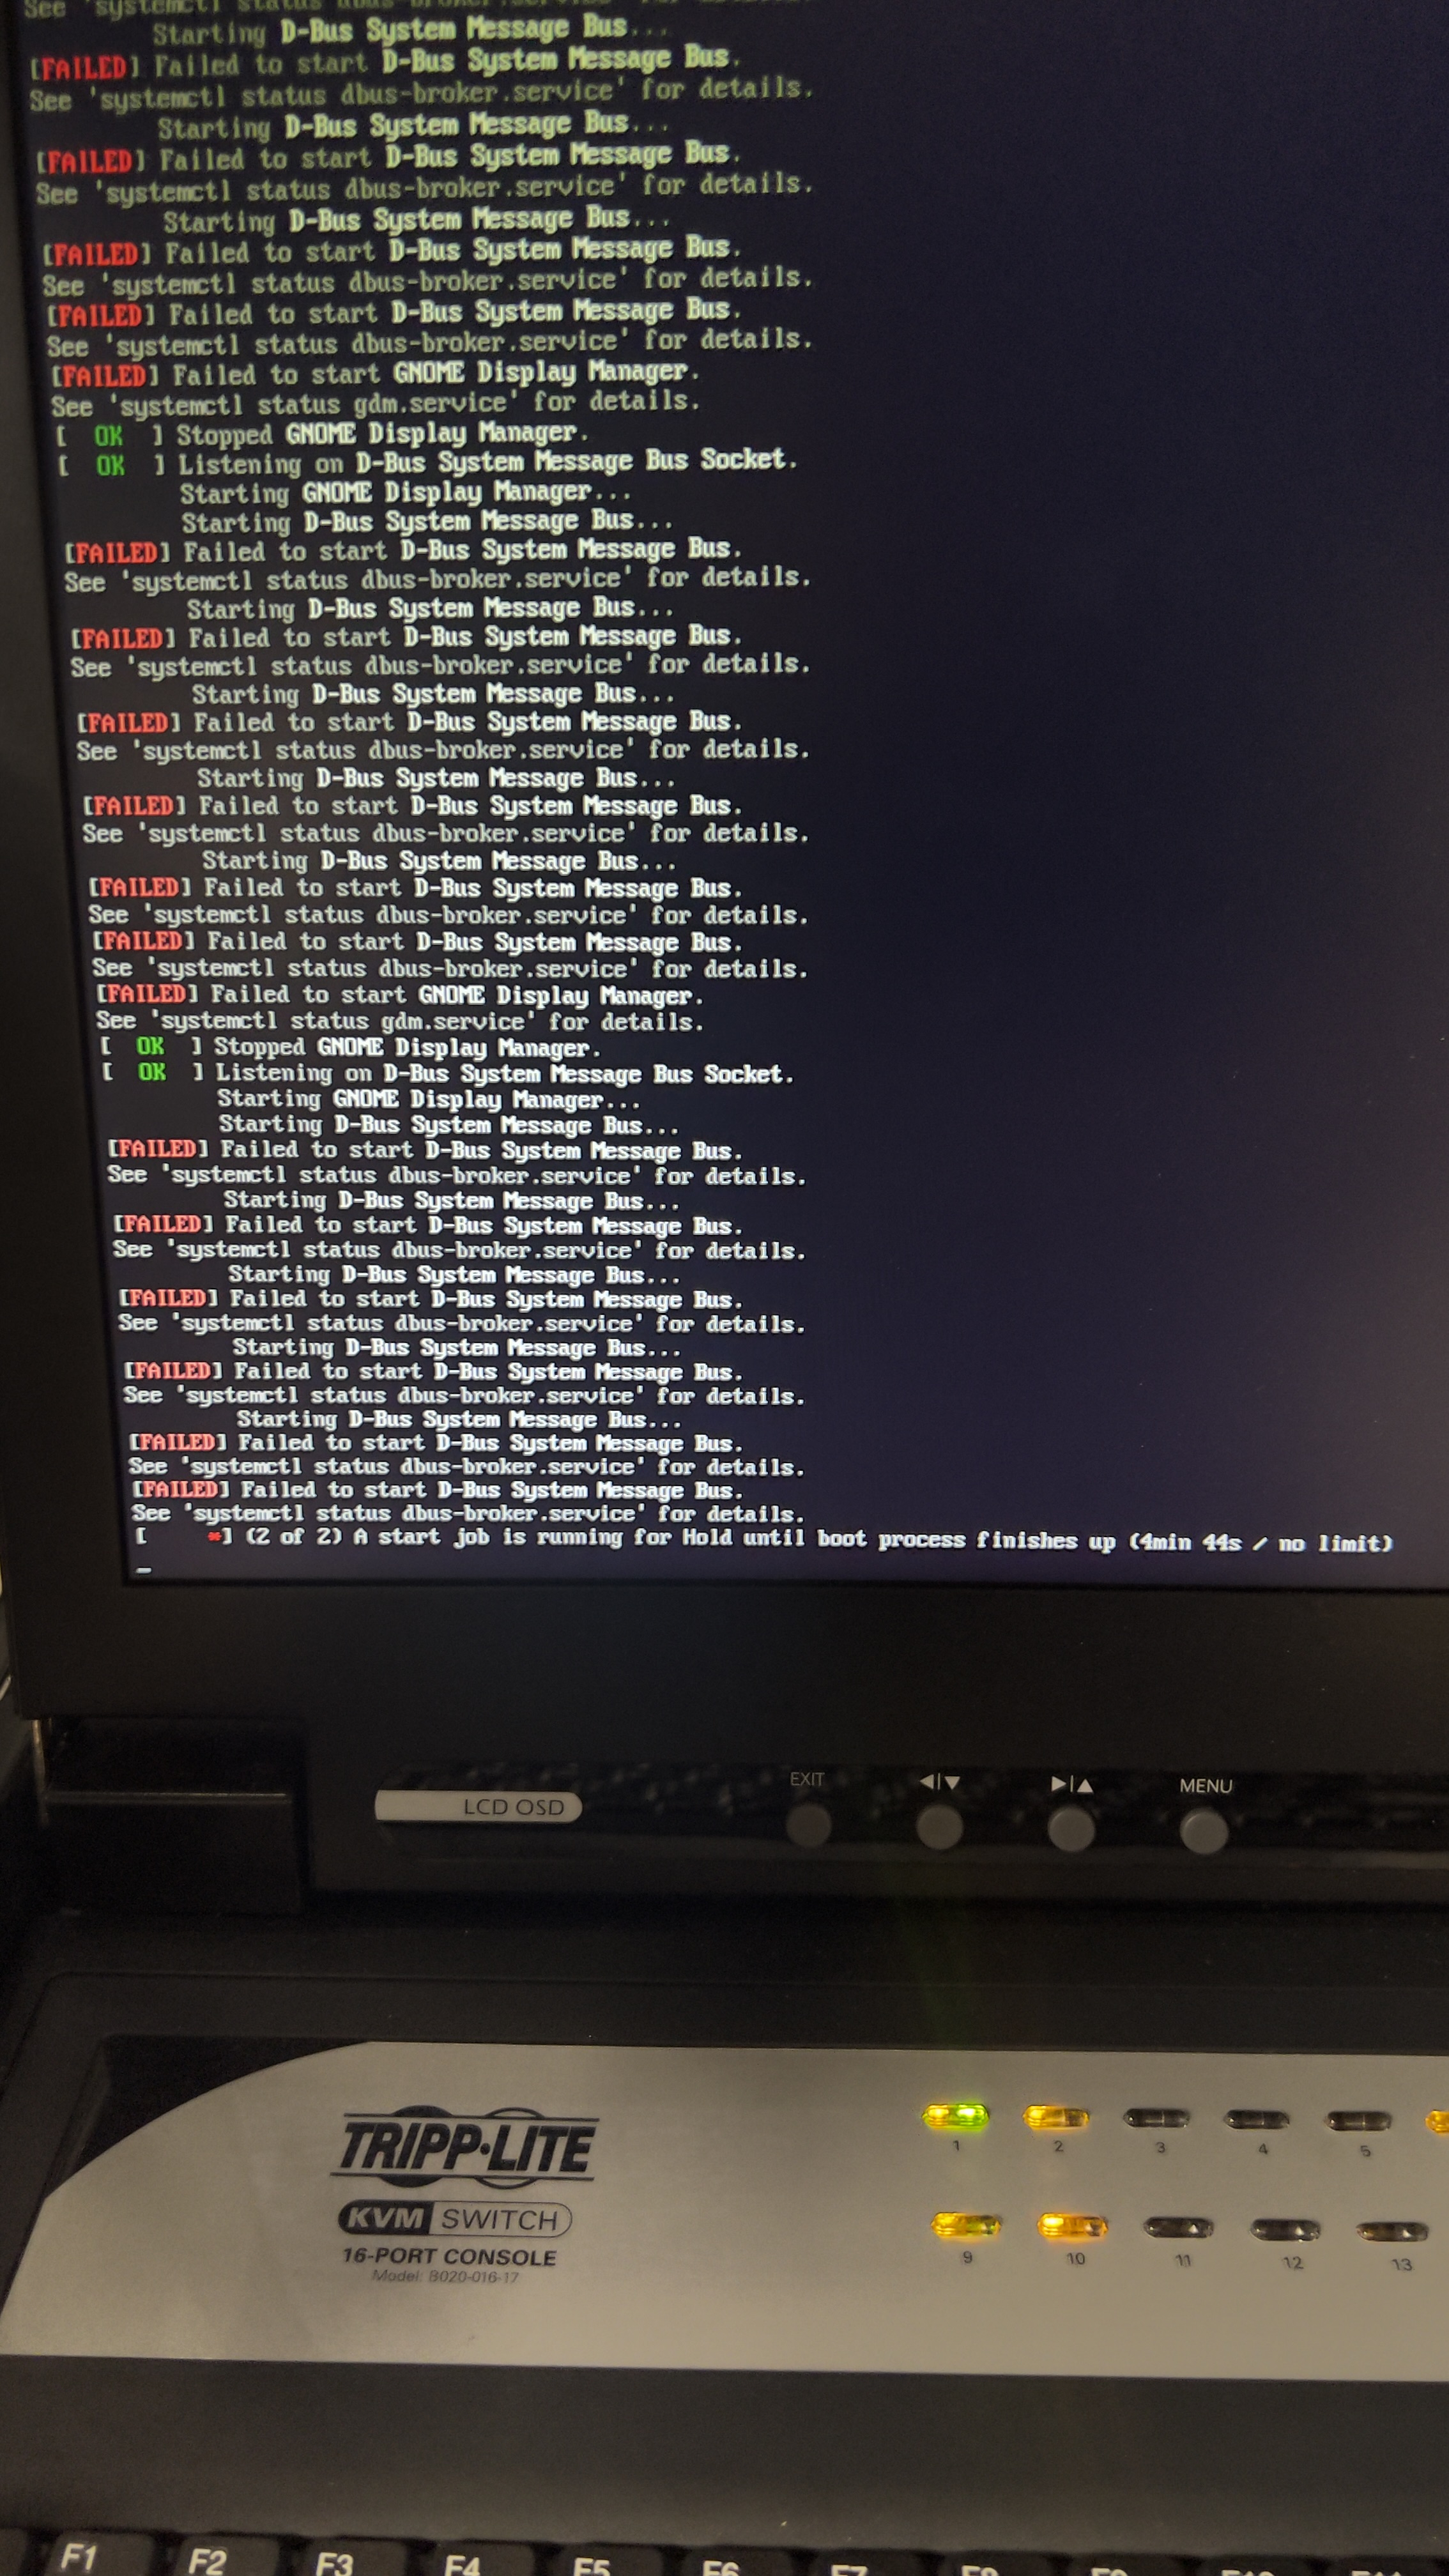 See 'systemctl status dbus-broker.service' for details.
Starting D-Bus System Message Bus...
[FAILED] Failed to start D-Bus System Message Bus.
See 'systemctl status dbus-broker.service' for details.
Starting D-Bus System Message Bus...
[FAILED] Failed to start D-Bus System Message Bus.
See 'systemctl status dbus-broker.service' for details.
Starting D-Bus System Message Bus...
[FAILED] Failed to start D-Bus System Message Bus.
See 'systemctl status dbus-broker.service' for details.
[FAILED] Failed to start D-Bus System Message Bus.
See 'systemctl status dbus-broker.service' for details.
[FAILED] Failed to start GNOME Display Manager.
See 'systemctl status gdm.service' for details.
[  OK  ] Stopped GNOME Display Manager.
[  OK  ] Listening on D-Bus System Message Bus Socket.
Starting GNOME Display Manager...
Starting D-Bus System Message Bus...
[FAILED] Failed to start D-Bus System Message Bus.
See 'systemctl status dbus-broker.service' for details.
Starting D-Bus System Message Bus...
[FAILED] Failed to start D-Bus System Message Bus.
See 'systemctl status dbus-broker.service' for details.
Starting D-Bus System Message Bus...
[FAILED] Failed to start D-Bus System Message Bus.
See 'systemctl status dbus-broker.service' for details.
Starting D-Bus System Message Bus...
[FAILED] Failed to start D-Bus System Message Bus.
See 'systemctl status dbus-broker.service' for details.
Starting D-Bus System Message Bus...
[FAILED] Failed to start D-Bus System Message Bus.
See 'systemctl status dbus-broker.service' for details.
[FAILED] Failed to start D-Bus System Message Bus.
See 'systemctl status dbus-broker.service' for details.
[FAILED] Failed to start GNOME Display Manager.
See 'systemctl status gdm.service' for details.
[  OK  ] Stopped GNOME Display Manager.
[  OK  ] Listening on D-Bus System Message Bus Socket.
Starting GNOME Display Manager...
Starting D-Bus System Message Bus...
[FAILED] Failed to start D-Bus System Message Bus.
See 'systemctl status dbus-broker.service' for details.
Starting D-Bus System Message Bus...
[FAILED] Failed to start D-Bus System Message Bus.
See 'systemctl status dbus-broker.service' for details.
Starting D-Bus System Message Bus...
[FAILED] Failed to start D-Bus System Message Bus.
See 'systemctl status dbus-broker.service' for details.
Starting D-Bus System Message Bus...
[FAILED] Failed to start D-Bus System Message Bus.
See 'systemctl status dbus-broker.service' for details.
Starting D-Bus System Message Bus...
[FAILED] Failed to start D-Bus System Message Bus.
See 'systemctl status dbus-broker.service' for details.
[FAILED] Failed to start D-Bus System Message Bus.
See 'systemctl status dbus-broker.service' for details.
[     *] (2 of 2) A start job is running for Hold until boot process finishes up (4min 44s / no limit)
EXIT ◀|▼ ▶|▲ MENU
LCD OSD
1 2 3 4 5
TRIPP·LITE
KVM SWITCH
16-PORT CONSOLE
Model: B020-016-17
9 10 11 12 13
F1 F2 F3 F4 F5 F6 F7 F8